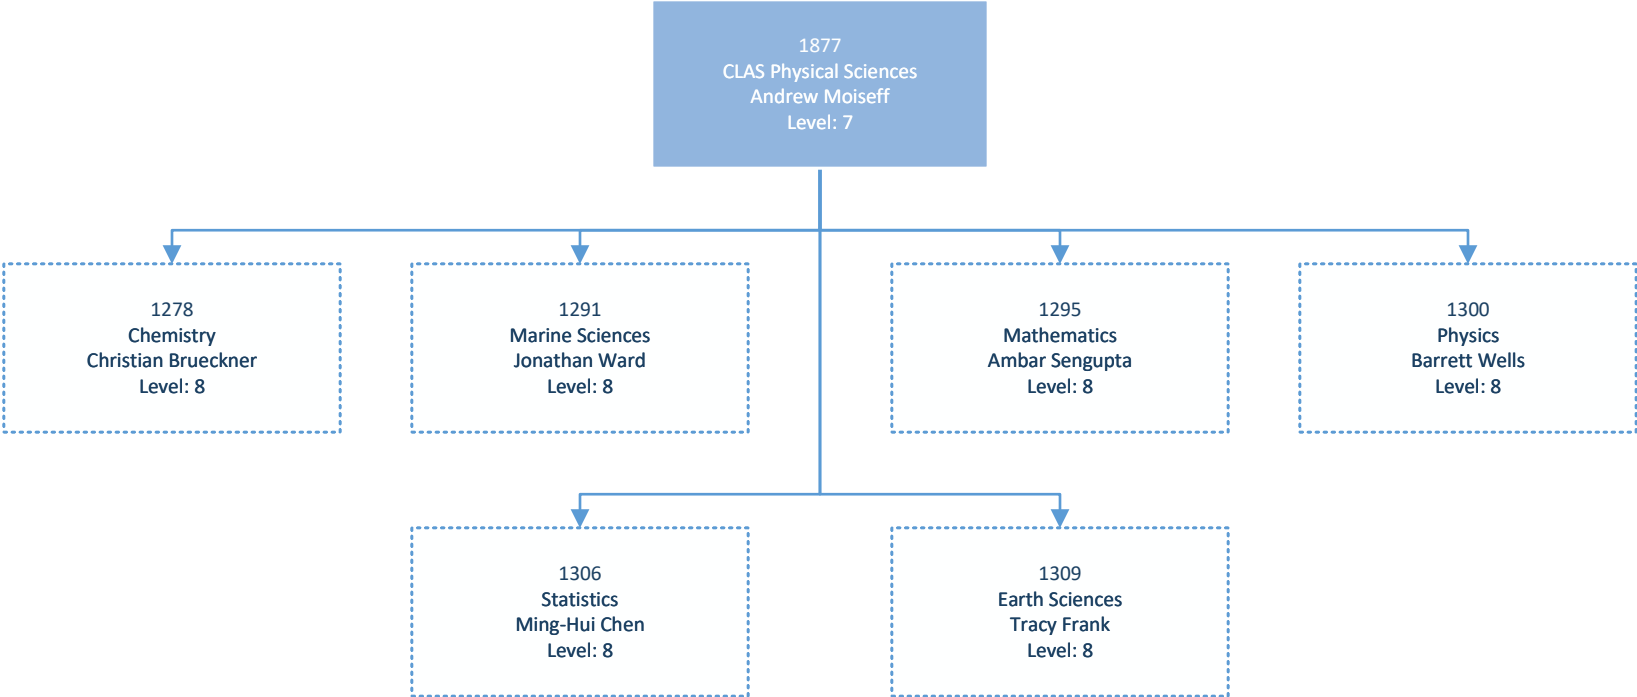 1877
CLAS Physical Sciences
Andrew Moiseff
Level: 7
1278
Chemistry
Christian Brueckner
Level: 8
1291
Marine Sciences
Jonathan Ward
Level: 8
1295
Mathematics
Ambar Sengupta
Level: 8
1300
Physics
Barrett Wells
Level: 8
1306
Statistics
Ming-Hui Chen
Level: 8
1309
Earth Sciences
Tracy Frank
Level: 8